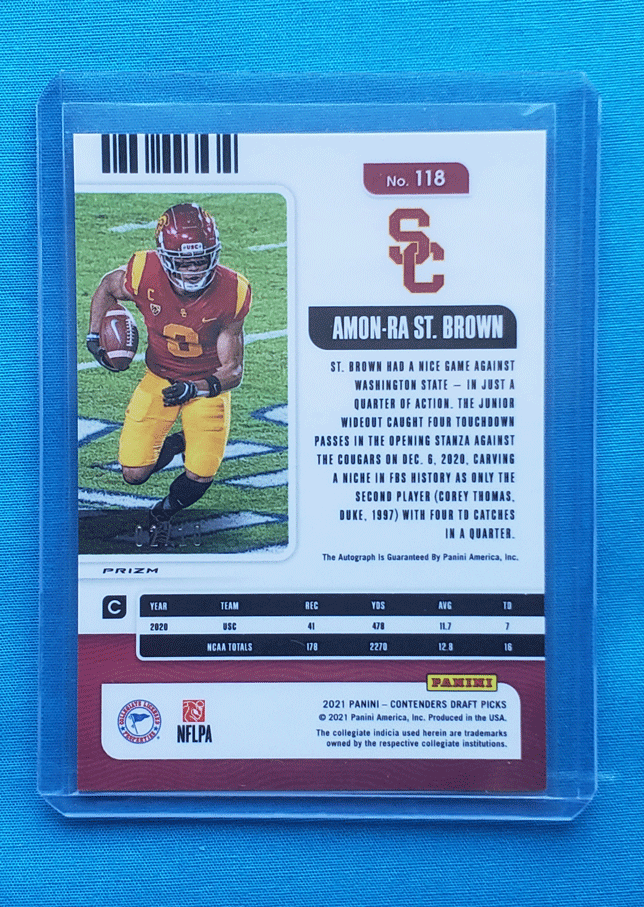 No. 118
SC
USC
C
3
AMON-RA ST. BROWN
ST. BROWN HAD A NICE GAME AGAINST
WASHINGTON STATE – IN JUST A
QUARTER OF ACTION. THE JUNIOR
WIDEOUT CAUGHT FOUR TOUCHDOWN
PASSES IN THE OPENING STANZA AGAINST
THE COUGARS ON DEC. 6, 2020, CARVING
A NICHE IN FBS HISTORY AS ONLY THE
SECOND PLAYER (COREY THOMAS,
DUKE, 1997) WITH FOUR TD CATCHES
IN A QUARTER.
The Autograph Is Guaranteed By Panini America, Inc.
PRIZM
C
YEAR TEAM REC YDS AVG TD
2020 USC 41 478 11.7 7
NCAA TOTALS 178 2270 12.8 16
PANINI
2021 PANINI – CONTENDERS DRAFT PICKS
© 2021 Panini America, Inc. Produced in the USA.
The collegiate indicia used herein are trademarks
owned by the respective collegiate institutions.
COLLEGIATE LICENSED
PROPERTIES
NFLPA